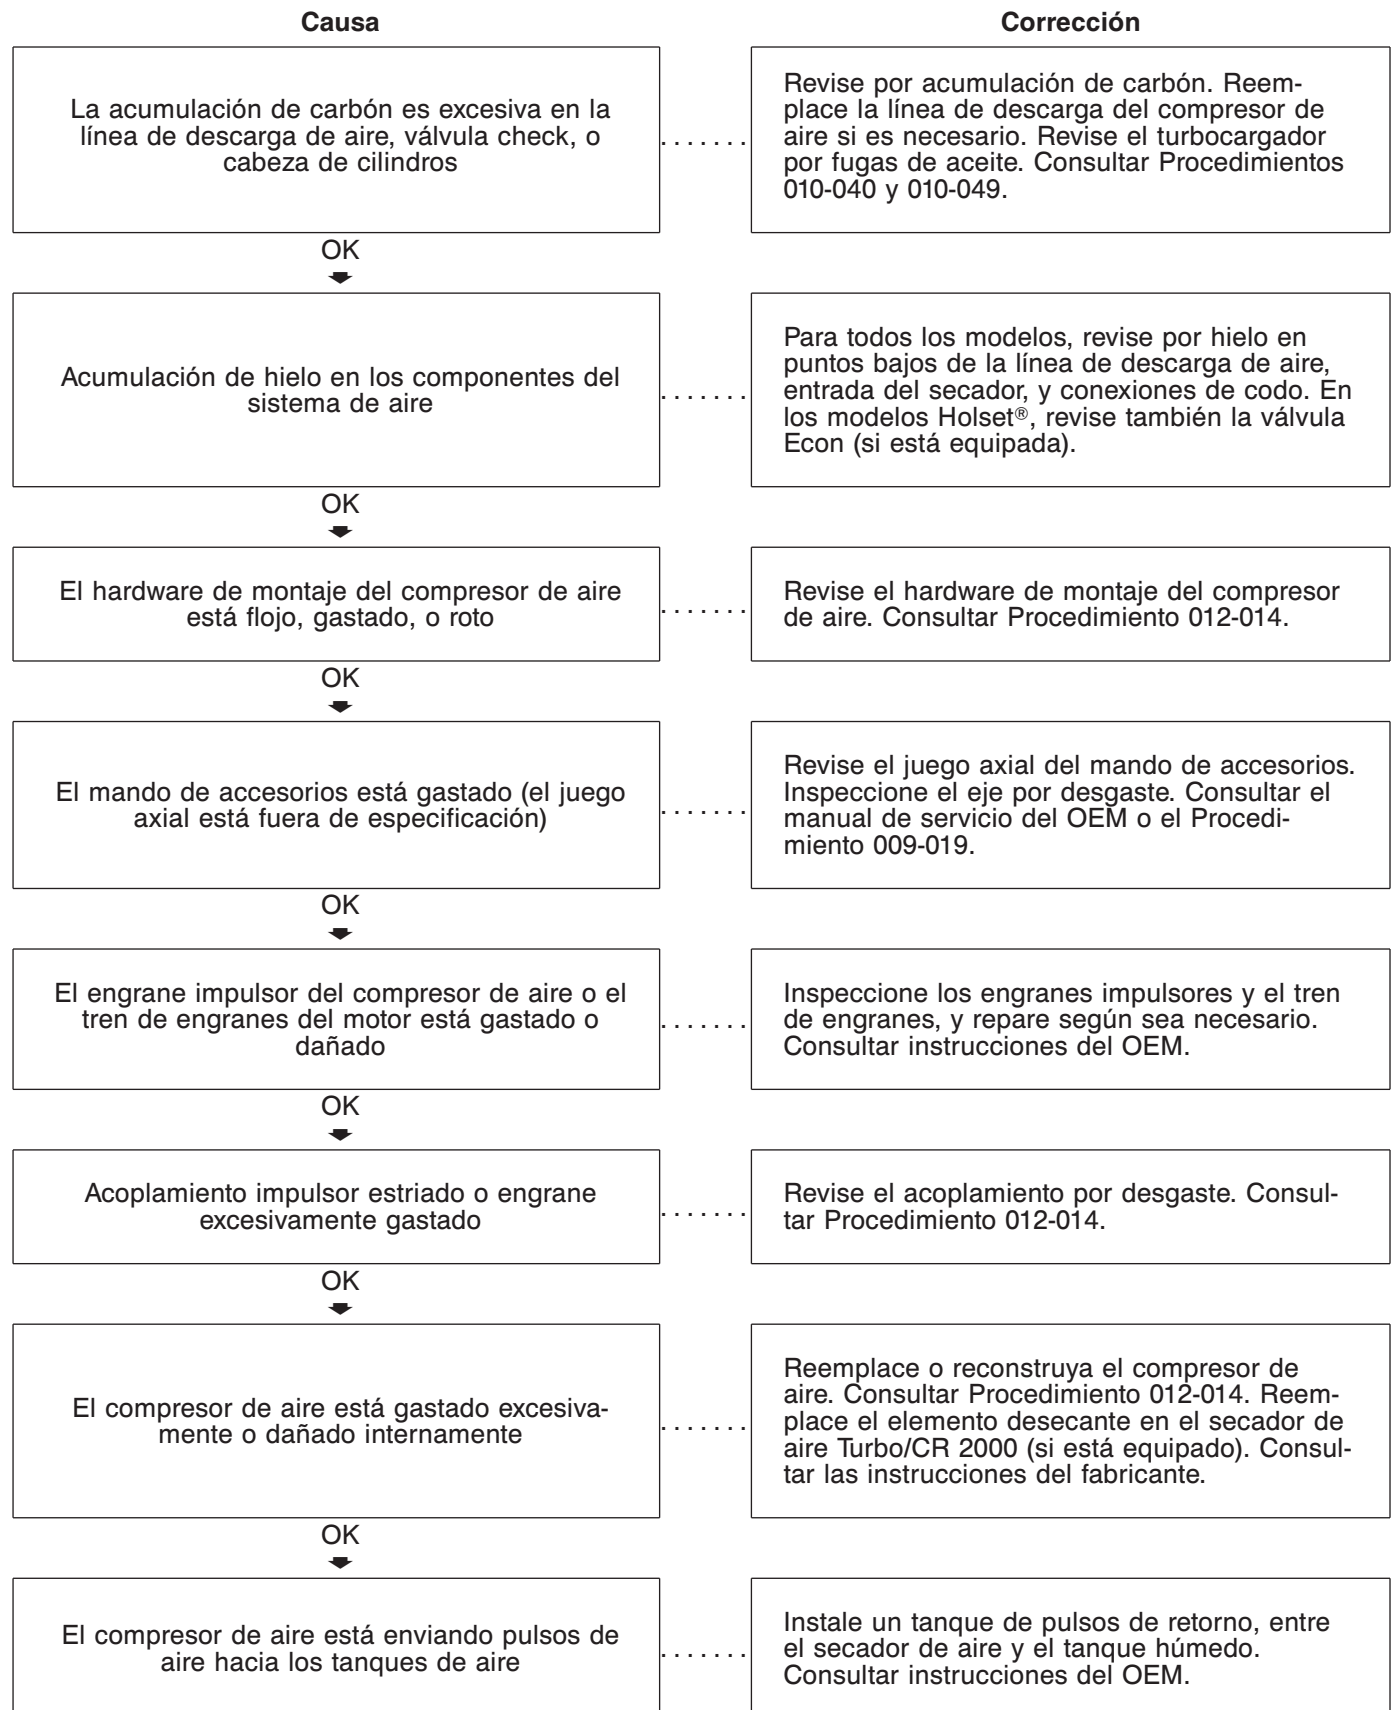 Causa
Corrección
La acumulación de carbón es excesiva en la
línea de descarga de aire, válvula check, o
cabeza de cilindros
. . . . . . .
Revise por acumulación de carbón. Reem-
place la línea de descarga del compresor de
aire si es necesario. Revise el turbocargador
por fugas de aceite. Consultar Procedimientos
010-040 y 010-049.
OK
Acumulación de hielo en los componentes del
sistema de aire
. . . . . . .
Para todos los modelos, revise por hielo en
puntos bajos de la línea de descarga de aire,
entrada del secador, y conexiones de codo. En
los modelos Holset®, revise también la válvula
Econ (si está equipada).
OK
El hardware de montaje del compresor de aire
está flojo, gastado, o roto
. . . . . . .
Revise el hardware de montaje del compresor
de aire. Consultar Procedimiento 012-014.
OK
El mando de accesorios está gastado (el juego
axial está fuera de especificación)
. . . . . . .
Revise el juego axial del mando de accesorios.
Inspeccione el eje por desgaste. Consultar el
manual de servicio del OEM o el Procedi-
miento 009-019.
OK
El engrane impulsor del compresor de aire o el
tren de engranes del motor está gastado o
dañado
. . . . . . .
Inspeccione los engranes impulsores y el tren
de engranes, y repare según sea necesario.
Consultar instrucciones del OEM.
OK
Acoplamiento impulsor estriado o engrane
excesivamente gastado
. . . . . . .
Revise el acoplamiento por desgaste. Consul-
tar Procedimiento 012-014.
OK
El compresor de aire está gastado excesiva-
mente o dañado internamente
. . . . . . .
Reemplace o reconstruya el compresor de
aire. Consultar Procedimiento 012-014. Reem-
place el elemento desecante en el secador de
aire Turbo/CR 2000 (si está equipado). Consul-
tar las instrucciones del fabricante.
OK
El compresor de aire está enviando pulsos de
aire hacia los tanques de aire
. . . . . . .
Instale un tanque de pulsos de retorno, entre
el secador de aire y el tanque húmedo.
Consultar instrucciones del OEM.